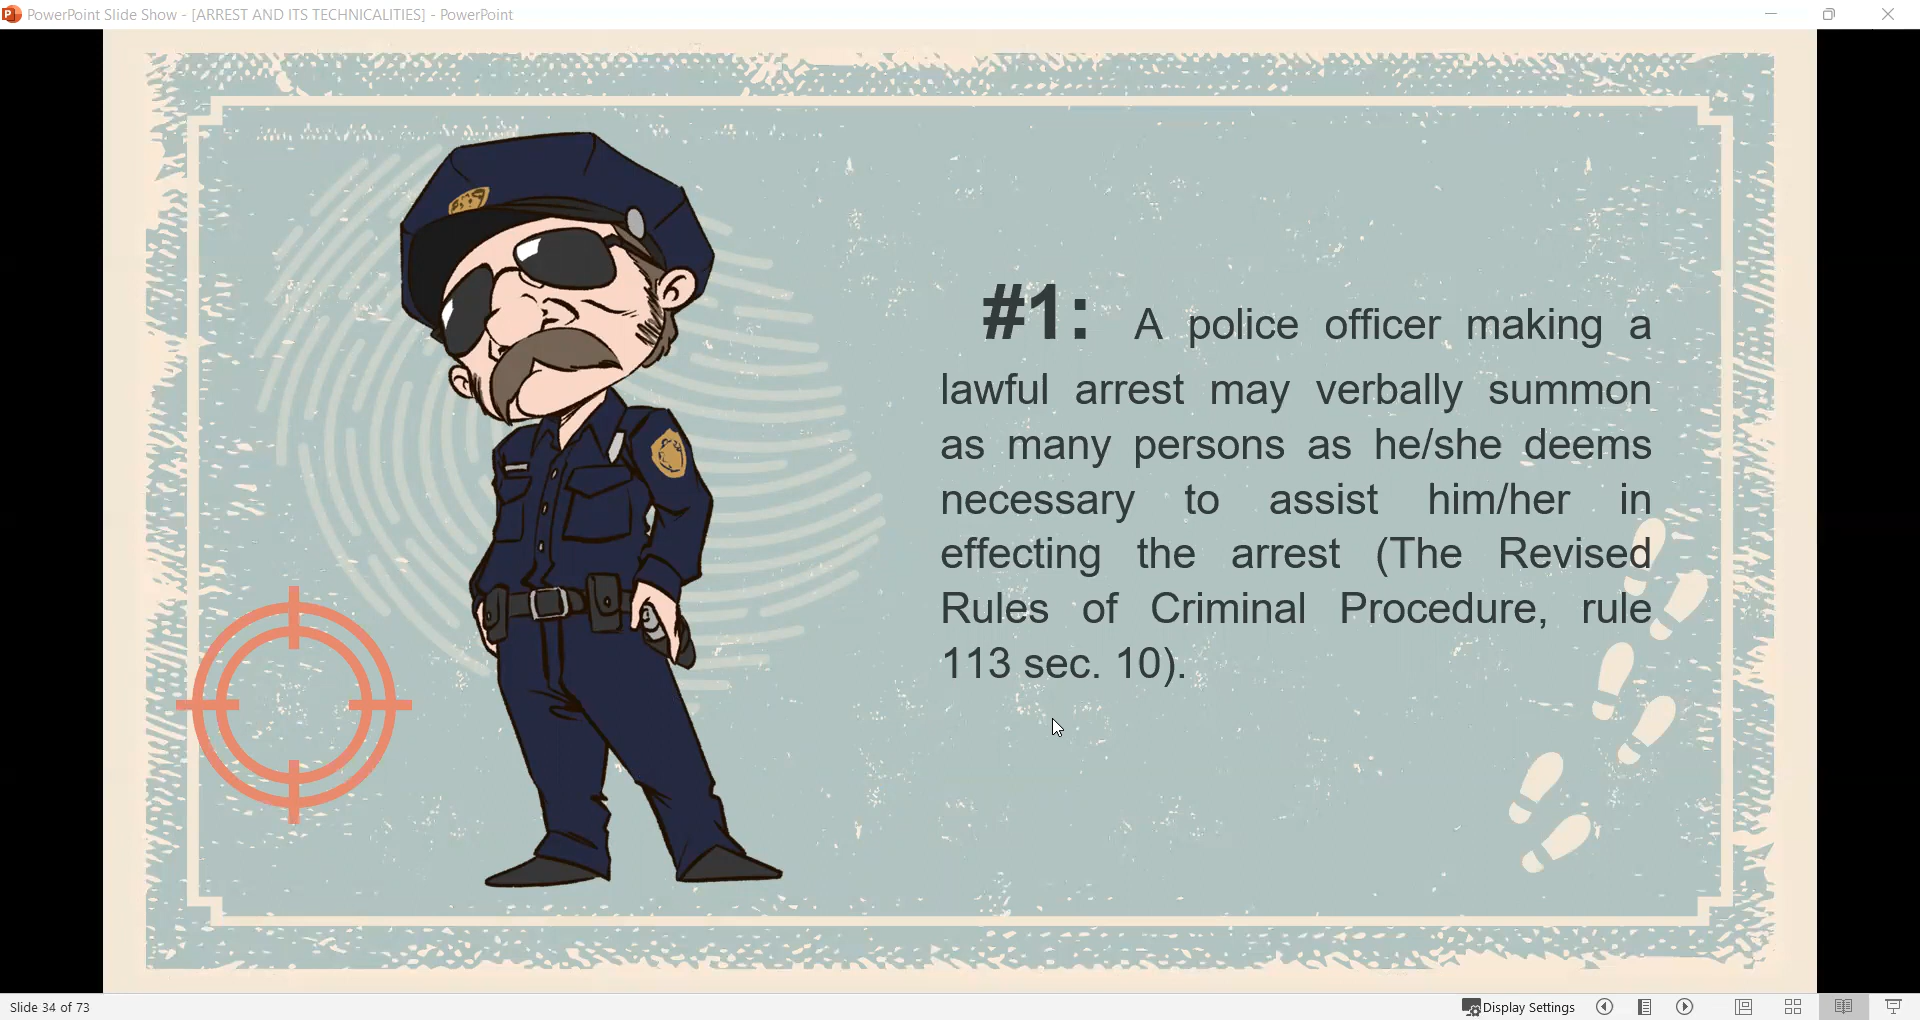 PowerPoint Slide Show - [ARREST AND ITS TECHNICALITIES] - PowerPoint
#1: A police officer making a
lawful arrest may verbally summon
as many persons as he/she deems
necessary to assist him/her in
effecting the arrest (The Revised
Rules of Criminal Procedure, rule
113 sec. 10).
Slide 34 of 73
Display Settings